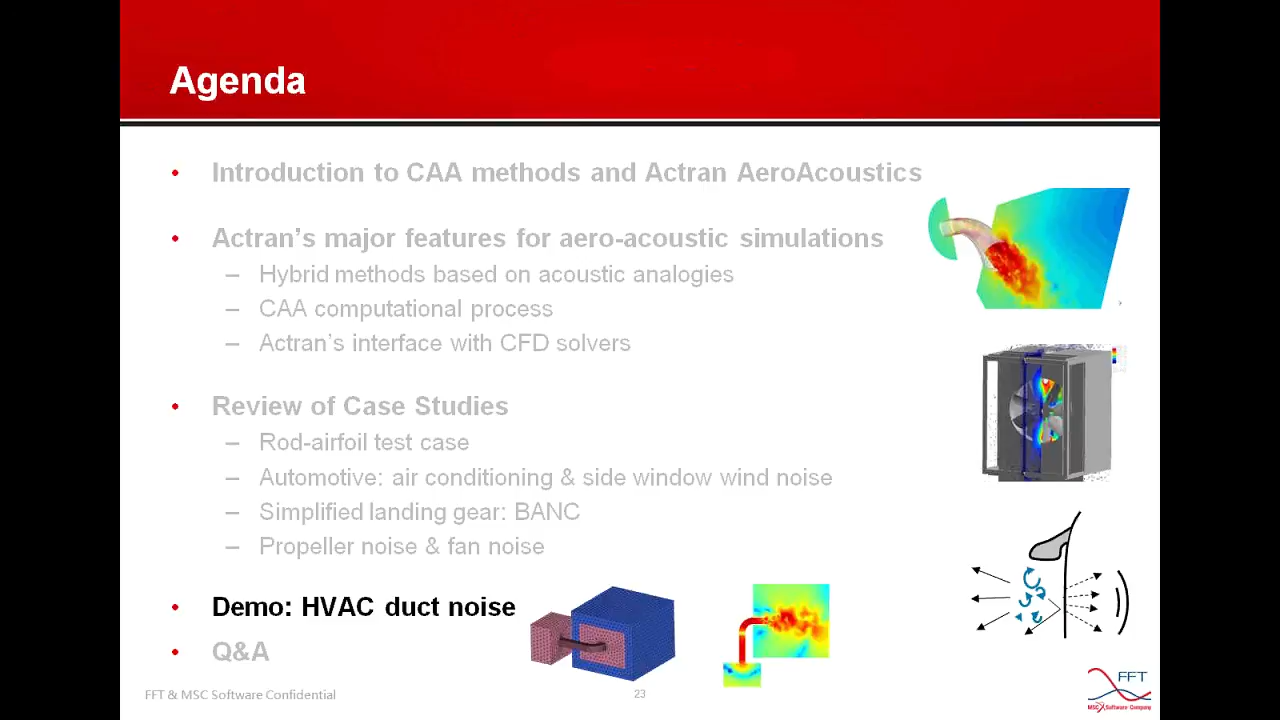 Agenda
• Introduction to CAA methods and Actran AeroAcoustics
• Actran’s major features for aero-acoustic simulations
– Hybrid methods based on acoustic analogies
– CAA computational process
– Actran’s interface with CFD solvers
• Review of Case Studies
– Rod-airfoil test case
– Automotive: air conditioning & side window wind noise
– Simplified landing gear: BANC
– Propeller noise & fan noise
• Demo: HVAC duct noise
• Q&A
FFT & MSC Software Confidential
23
FFT
MSC Software Company